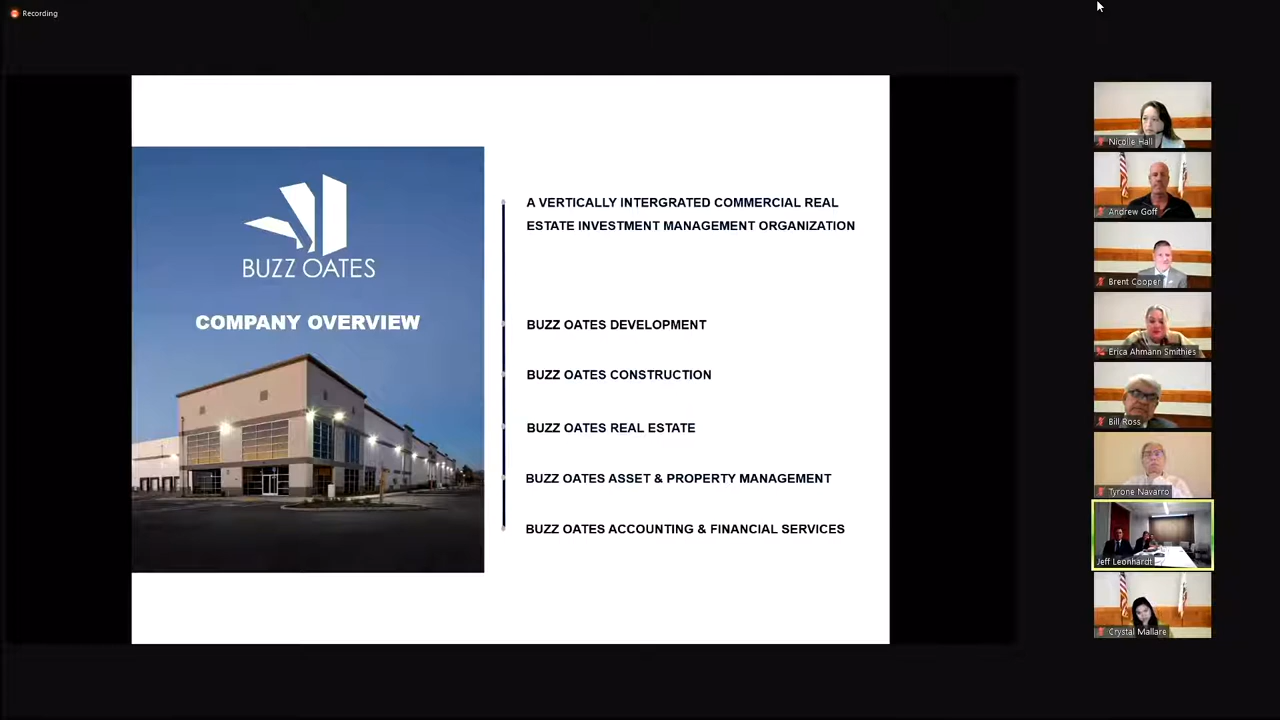 Recording
BUZZ OATES
COMPANY OVERVIEW
A VERTICALLY INTERGRATED COMMERCIAL REAL
ESTATE INVESTMENT MANAGEMENT ORGANIZATION
BUZZ OATES DEVELOPMENT
BUZZ OATES CONSTRUCTION
BUZZ OATES REAL ESTATE
BUZZ OATES ASSET & PROPERTY MANAGEMENT
BUZZ OATES ACCOUNTING & FINANCIAL SERVICES
Nicolle Hall
Andrew Goff
Brent Cooper
Erica Ahmann Smithies
Bill Ross
Tyrone Navarro
Jeff Leonhardt
Crystal Mallare